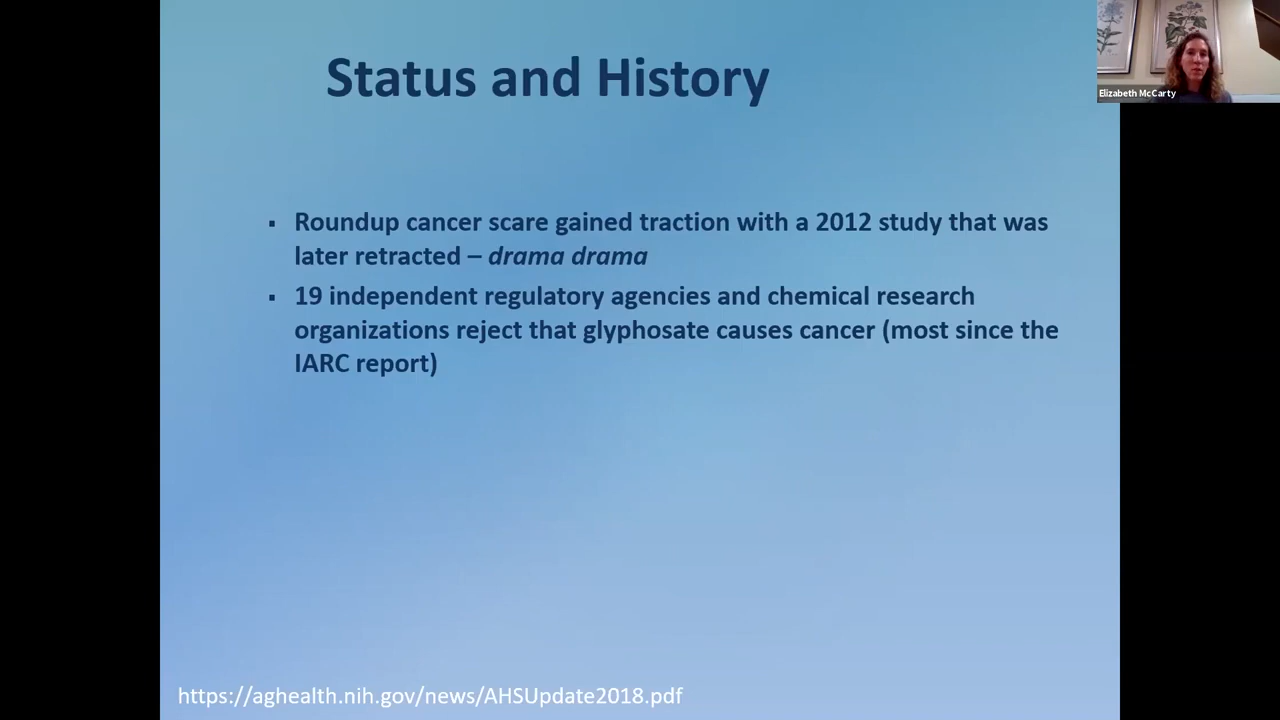 Status and History
Elizabeth McCarty
▪ Roundup cancer scare gained traction with a 2012 study that was
later retracted – drama drama
▪ 19 independent regulatory agencies and chemical research
organizations reject that glyphosate causes cancer (most since the
IARC report)
https://aghealth.nih.gov/news/AHSUpdate2018.pdf